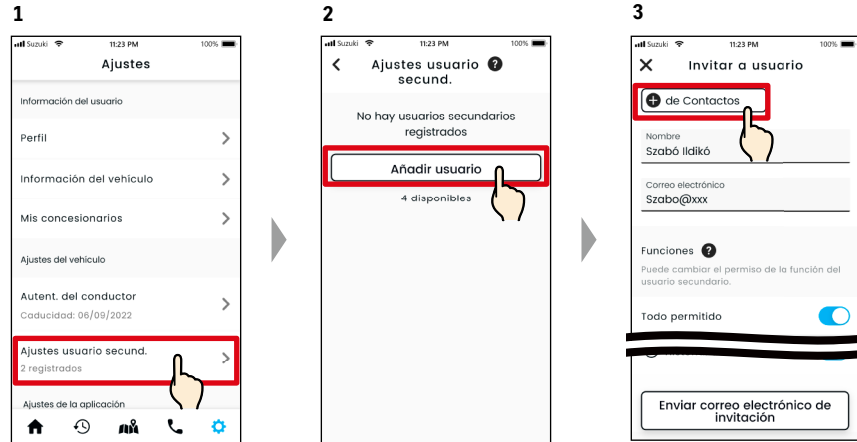 1
Suzuki 11:23 PM 100%
Ajustes
Información del usuario
Perfil
Información del vehículo
Mis concesionarios
Ajustes del vehículo
Autent. del conductor
Caducidad: 06/09/2022
Ajustes usuario secund.
2 registrados
Ajustes de la aplicación
2
Suzuki 11:23 PM 100%
Ajustes usuario ?
secund.
No hay usuarios secundarios
registrados
Añadir usuario
4 disponibles
3
Suzuki 11:23 PM 100%
Invitar a usuario
de Contactos
Nombre
Szabó Ildikó
Correo electrónico
Szabo@xxx
Funciones ?
Puede cambiar el permiso de la función del
usuario secundario.
Todo permitido
Enviar correo electrónico de
invitación